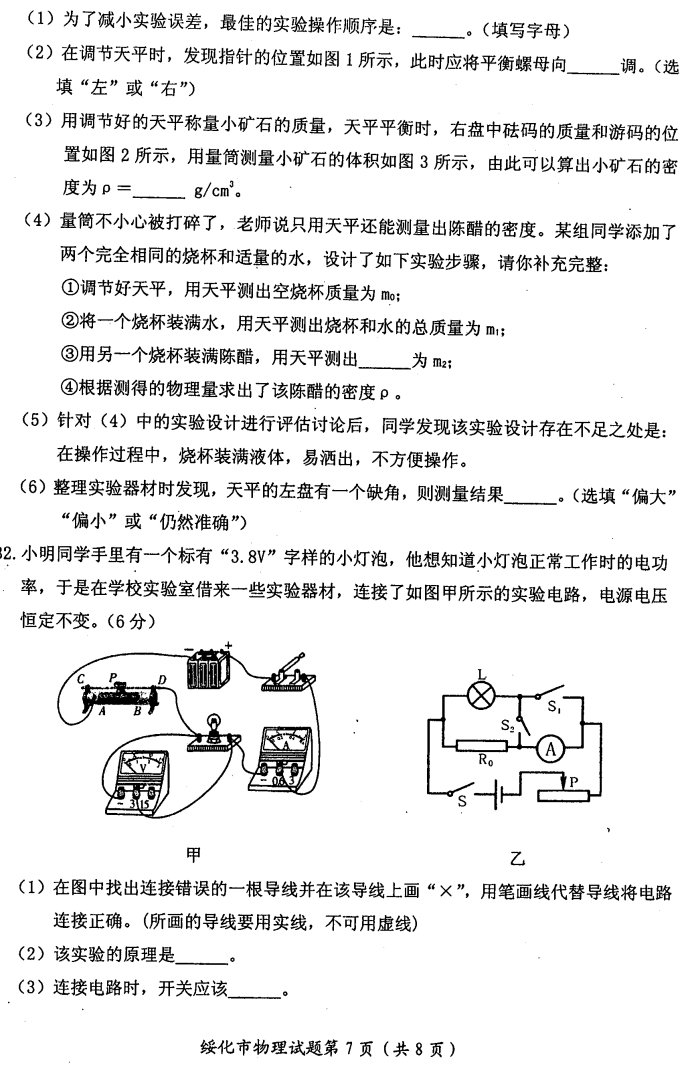 （1）为了减小实验误差，最佳的实验操作顺序是：______。（填写字母）
（2）在调节天平时，发现指针的位置如图1所示，此时应将平衡螺母向______调。（选
填“左”或“右”）
（3）用调节好的天平称量小矿石的质量，天平平衡时，右盘中砝码的质量和游码的位
置如图2所示，用量筒测量小矿石的体积如图3所示，由此可以算出小矿石的密
度为ρ＝______ g/cm³。
（4）量筒不小心被打碎了，老师说只用天平还能测量出陈醋的密度。某组同学添加了
两个完全相同的烧杯和适量的水，设计了如下实验步骤，请你补充完整：
①调节好天平，用天平测出空烧杯质量为m₀；
②将一个烧杯装满水，用天平测出烧杯和水的总质量为m₁；
③用另一个烧杯装满陈醋，用天平测出______为m₂；
④根据测得的物理量求出了该陈醋的密度ρ。
（5）针对（4）中的实验设计进行评估讨论后，同学发现该实验设计存在不足之处是：
在操作过程中，烧杯装满液体，易洒出，不方便操作。
（6）整理实验器材时发现，天平的左盘有一个缺角，则测量结果______。（选填“偏大”
“偏小”或“仍然准确”）
32.小明同学手里有一个标有“3.8V”字样的小灯泡，他想知道小灯泡正常工作时的电功
率，于是在学校实验室借来一些实验器材，连接了如图甲所示的实验电路，电源电压
恒定不变。（6分）
－ ＋
C P D
A B
V
－ 3 15
A
－ 0.6 3
甲
L
S₁
S₂
R₀
A
S
P
乙
（1）在图中找出连接错误的一根导线并在该导线上画“×”，用笔画线代替导线将电路
连接正确。(所画的导线要用实线，不可用虚线)
（2）该实验的原理是______。
（3）连接电路时，开关应该______。
绥化市物理试题第7页（共8页）